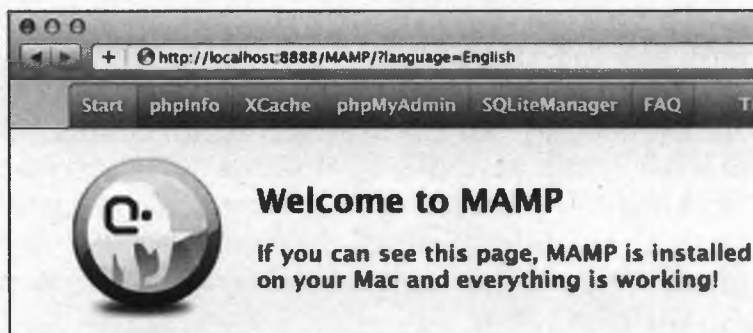 http://localhost:8888/MAMP/?language=English
Start phpInfo XCache phpMyAdmin SQLiteManager FAQ
Welcome to MAMP
If you can see this page, MAMP is installed
on your Mac and everything is working!